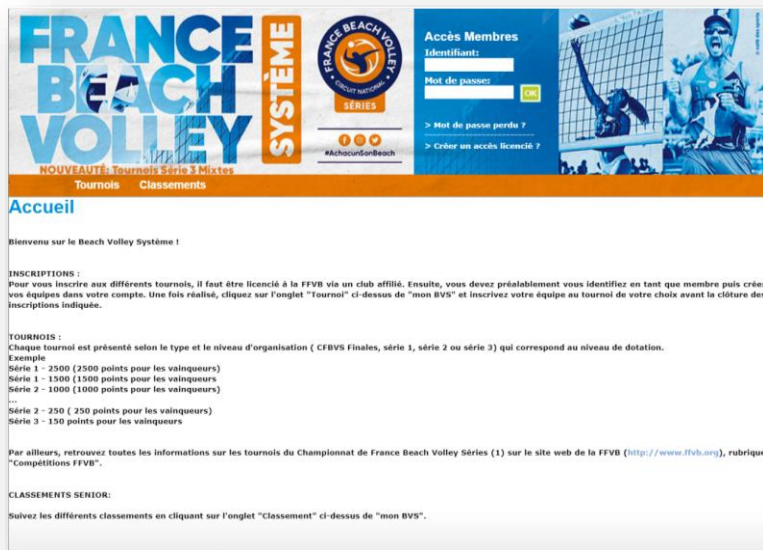 FRANCE
BEACH
VOLLEY
SYSTÈME
NOUVEAUTÉ: Tournois Série 3 Mixtes
FRANCE BEACH VOLLEY
CIRCUIT NATIONAL
SÉRIES
#AchacunSonBeach
Accès Membres
Identifiant:
Mot de passe:
OK
> Mot de passe perdu ?
> Créer un accès licencié ?
Tournois Classements
Accueil
Bienvenu sur le Beach Volley Système !
INSCRIPTIONS :
Pour vous inscrire aux différents tournois, il faut être licencié à la FFVB via un club affilié. Ensuite, vous devez préalablement vous identifiez en tant que membre puis crée
vos équipes dans votre compte. Une fois réalisé, cliquez sur l'onglet "Tournoi" ci-dessus de "mon BVS" et inscrivez votre équipe au tournoi de votre choix avant la clôture des
inscriptions indiquée.
TOURNOIS :
Chaque tournoi est présenté selon le type et le niveau d'organisation ( CFBVS Finales, série 1, série 2 ou série 3) qui correspond au niveau de dotation.
Exemple
Série 1 - 2500 (2500 points pour les vainqueurs)
Série 1 - 1500 (1500 points pour les vainqueurs
Série 2 - 1000 (1000 points pour les vainqueurs)
...
Série 2 - 250 ( 250 points pour les vainqueurs)
Série 3 - 150 points pour les vainqueurs
Par ailleurs, retrouvez toutes les informations sur les tournois du Championnat de France Beach Volley Séries (1) sur le site web de la FFVB (http://www.ffvb.org), rubrique
"Compétitions FFVB".
CLASSEMENTS SENIOR:
Suivez les différents classements en cliquant sur l'onglet "Classement" ci-dessus de "mon BVS".